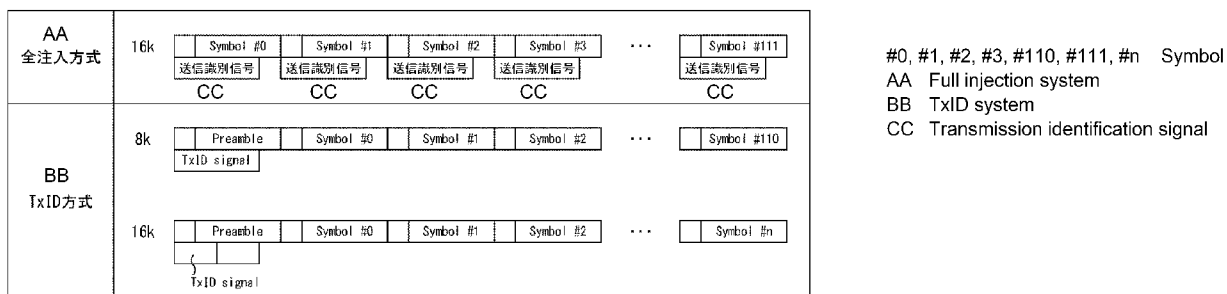 AA
全注入方式
16k Symbol #0 Symbol #1 Symbol #2 Symbol #3 ... Symbol #111
送信識別信号 送信識別信号 送信識別信号 送信識別信号 送信識別信号
CC CC CC CC CC
BB
TxID方式
8k Preamble Symbol #0 Symbol #1 Symbol #2 ... Symbol #110
TxID signal
16k Preamble Symbol #0 Symbol #1 Symbol #2 ... Symbol #n
TxID signal
#0, #1, #2, #3, #110, #111, #n Symbol
AA Full injection system
BB TxID system
CC Transmission identification signal